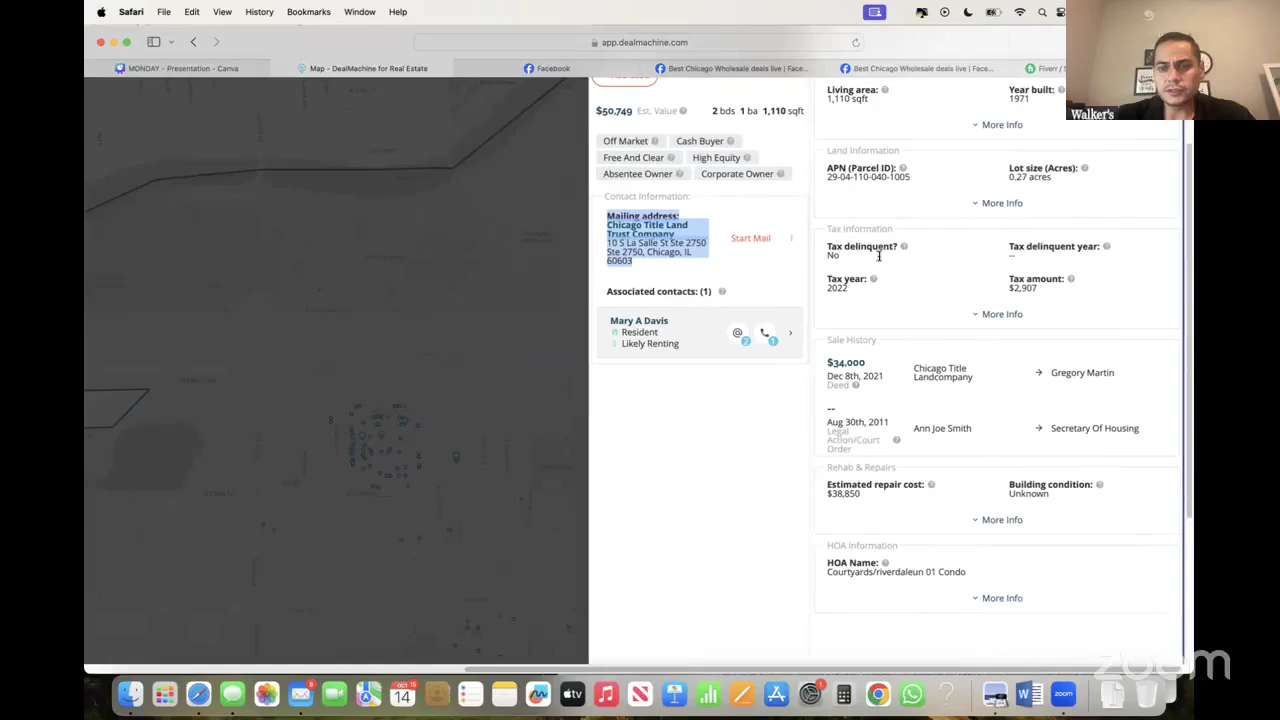 Safari File Edit View History Bookmarks Window Help
app.dealmachine.com
MONDAY - Presentation - Canva
Map - DealMachine for Real Estate
Facebook
Best Chicago Wholesale deals live | Face...
Best Chicago Wholesale deals live | Face...
Fiverr / S
Walker's
$50,749 Est. Value 2 bds 1 ba 1,110 sqft
Off Market Cash Buyer
Free And Clear High Equity
Absentee Owner Corporate Owner
Contact Information:
Mailing address:
Chicago Title Land
Trust Company
10 S La Salle St Ste 2750
Ste 2750, Chicago, IL
60603
Start Mail
Associated contacts: (1)
Mary A Davis
Resident
Likely Renting
2
1
Living area:
1,110 sqft
Year built:
1971
More Info
Land Information
APN (Parcel ID):
29-04-110-040-1005
Lot size (Acres):
0.27 acres
More Info
Tax Information
Tax delinquent?
No
Tax delinquent year:
--
Tax year:
2022
Tax amount:
$2,907
More Info
Sale History
$34,000
Dec 8th, 2021
Deed
Chicago Title
Landcompany
Gregory Martin
--
Aug 30th, 2011
Legal
Action/Court
Order
Ann Joe Smith
Secretary Of Housing
Rehab & Repairs
Estimated repair cost:
$38,850
Building condition:
Unknown
More Info
HOA Information
HOA Name:
Courtyards/riverdaleun 01 Condo
More Info
zoom
OCT
14
tv
zoom